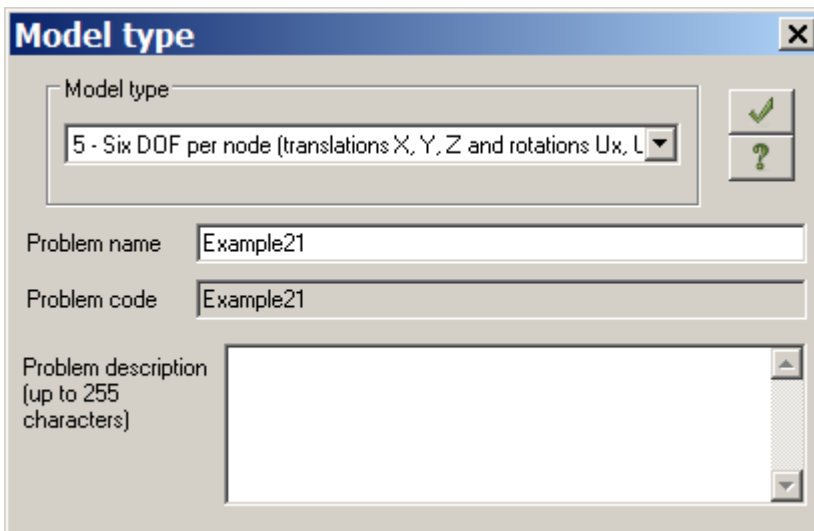 Model type
Model type
5 - Six DOF per node (translations X, Y, Z and rotations Ux, U
?
Problem name Example21
Problem code Example21
Problem description
(up to 255
characters)